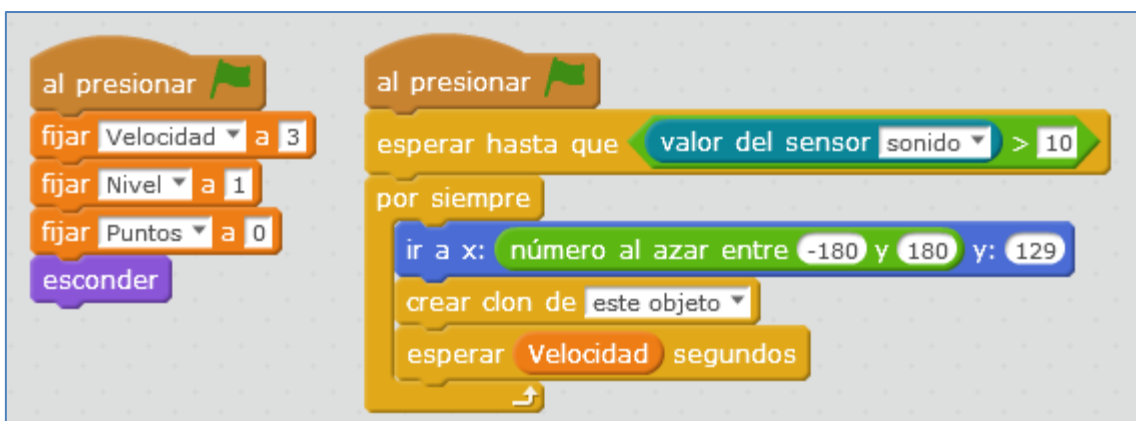 al presionar
fijar Velocidad a 3
fijar Nivel a 1
fijar Puntos a 0
esconder
al presionar
esperar hasta que valor del sensor sonido > 10
por siempre
ir a x: número al azar entre -180 y 180 y: 129
crear clon de este objeto
esperar Velocidad segundos